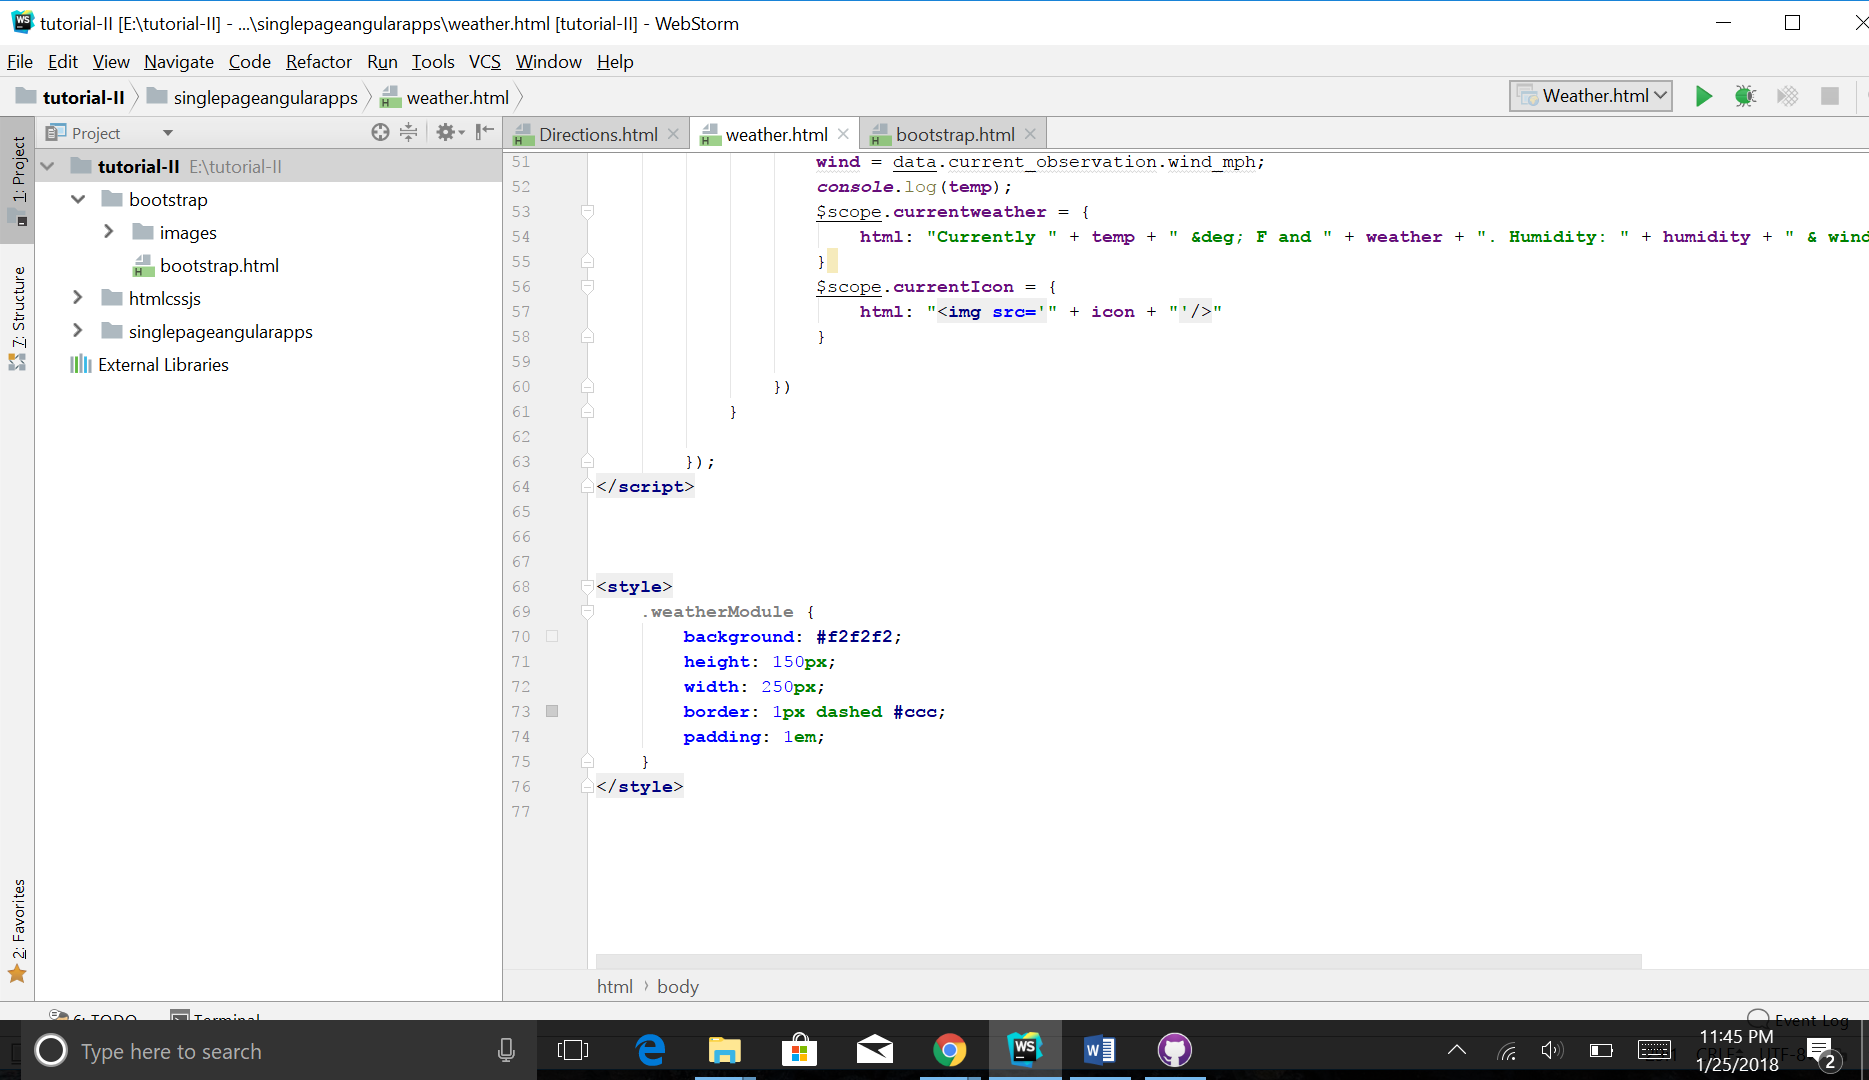 tutorial-II [E:\tutorial-II] - ...\singlepageangularapps\weather.html [tutorial-II] - WebStorm
File Edit View Navigate Code Refactor Run Tools VCS Window Help
tutorial-II singlepageangularapps weather.html Weather.html
Project Directions.html weather.html bootstrap.html
1: Project
7: Structure
2: Favorites
tutorial-II E:\tutorial-II
bootstrap
images
bootstrap.html
htmlcssjs
singlepageangularapps
External Libraries
51 wind = data.current_observation.wind_mph;
52 console.log(temp);
53 $scope.currentweather = {
54 html: "Currently " + temp + " &deg; F and " + weather + ". Humidity: " + humidity + " & wind
55 }
56 $scope.currentIcon = {
57 html: "<img src='" + icon + "'/>"
58 }
59
60 })
61 }
62
63 });
64 </script>
65
66
67
68 <style>
69 .weatherModule {
70 background: #f2f2f2;
71 height: 150px;
72 width: 250px;
73 border: 1px dashed #ccc;
74 padding: 1em;
75 }
76 </style>
77
html › body
6: TODO Terminal Event Log
Type here to search
11:45 PM
1/25/2018
2